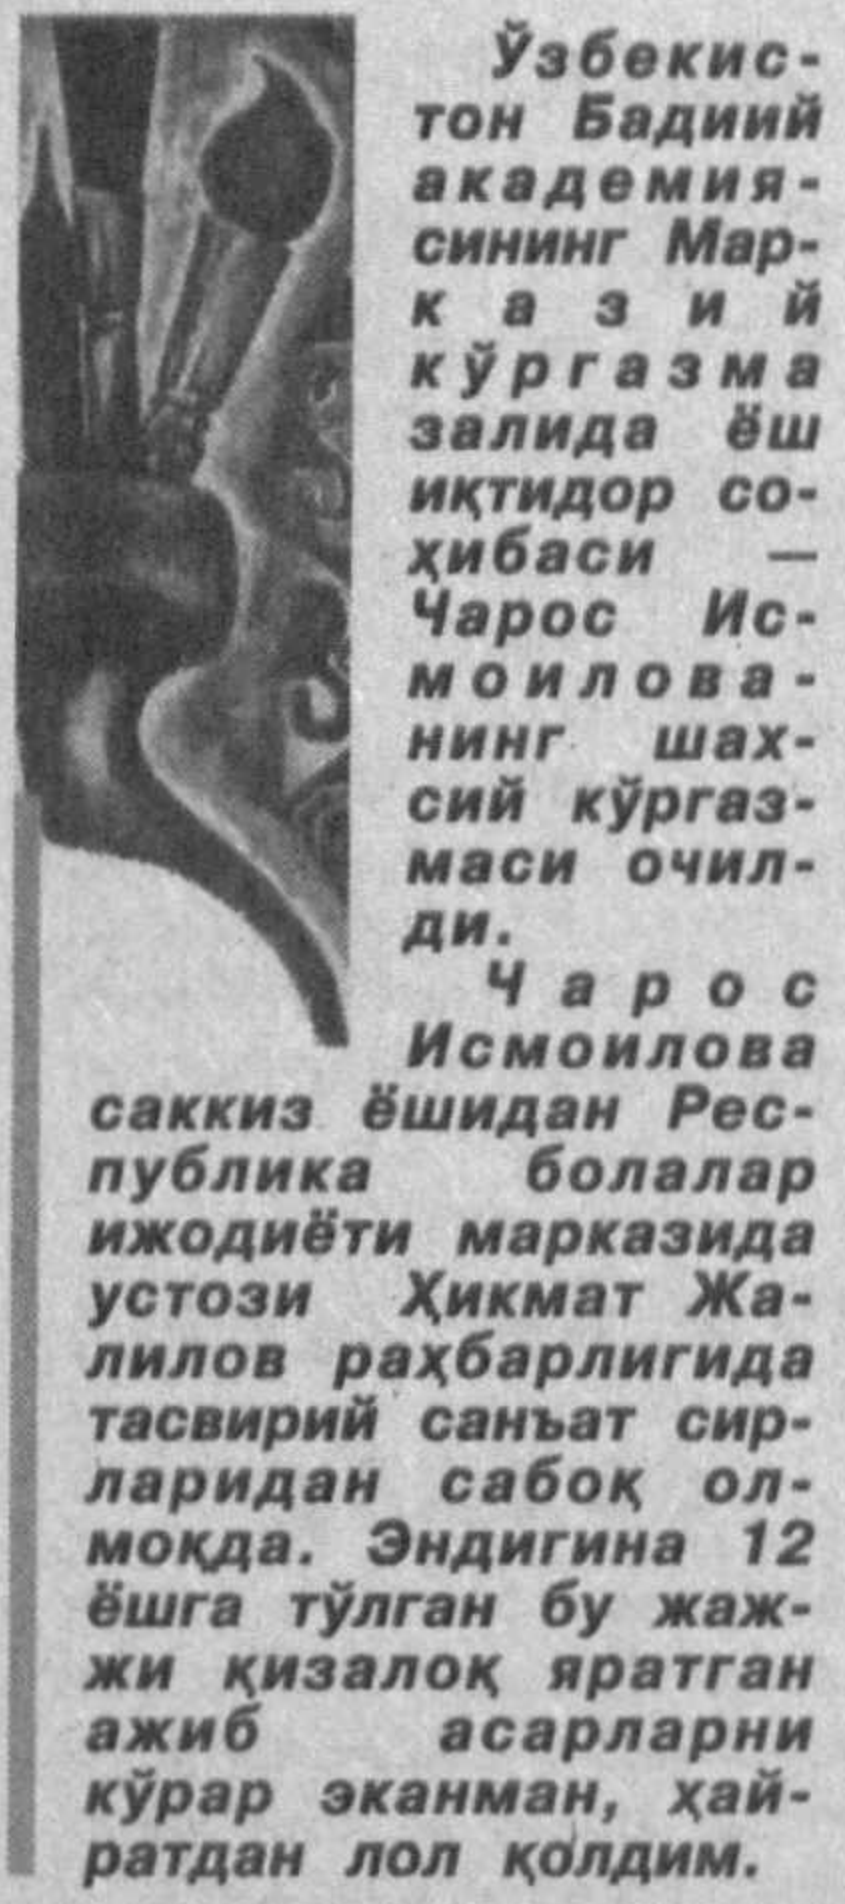 Ўзбекис-
тон Бадиий
академия-
сининг Мар-
казий
кўргазма
залида ёш
иқтидор со-
ҳибаси —
Чарос Ис-
моилова-
нинг шах-
сий кўргаз-
маси очил-
ди.
Чарос
Исмоилова
саккиз ёшидан Рес-
публика болалар
ижодиёти марказида
устози Ҳикмат Жа-
лилов раҳбарлигида
тасвирий санъат сир-
ларидан сабоқ ол-
моқда. Эндигина 12
ёшга тўлган бу жаж-
жи қизалоқ яратган
ажиб асарларни
кўрар эканман, ҳай-
ратдан лол қолдим.